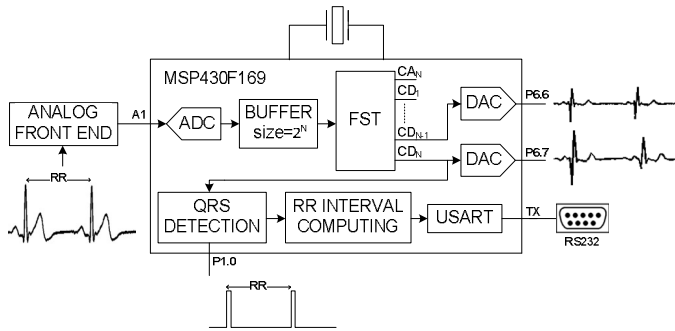 MSP430F169
ANALOG
FRONT END
A1
ADC
BUFFER
size=2ᴺ
FST
CA_N
CD_1
CD_N-1
CD_N
DAC
P6.6
DAC
P6.7
RR
QRS
DETECTION
RR INTERVAL
COMPUTING
USART
TX
RS232
P1.0
RR